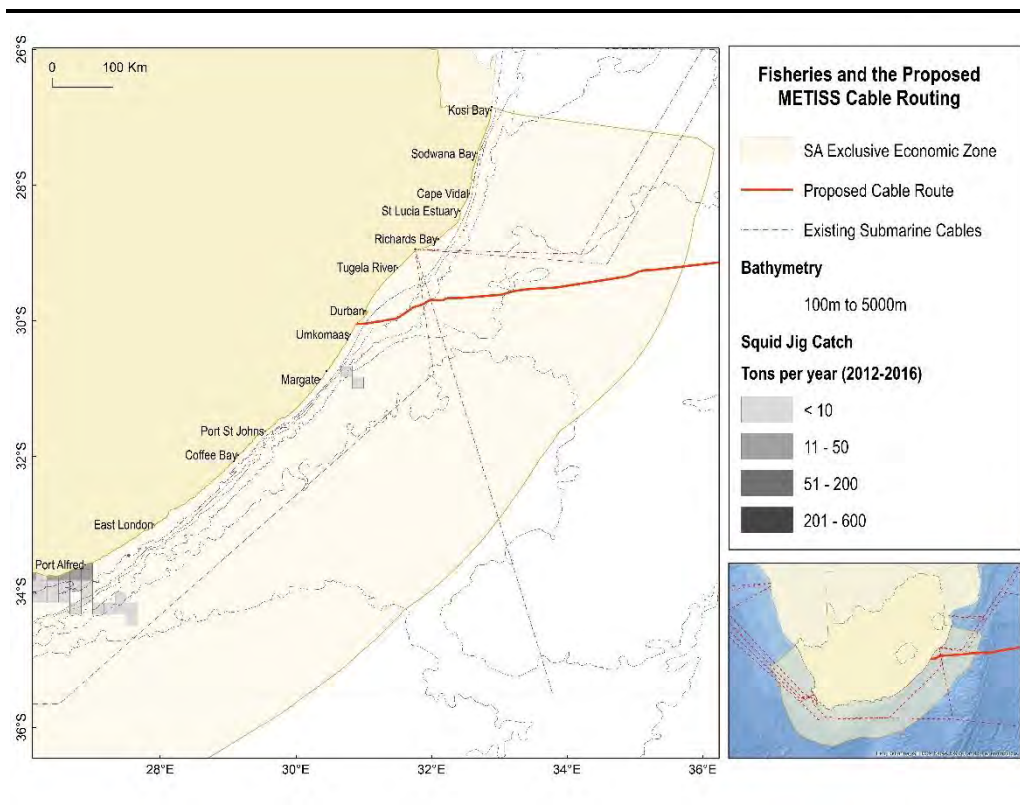 26°S
28°S
30°S
32°S
34°S
36°S
0 100 Km
Kosi Bay
Sodwana Bay
Cape Vidal
St Lucia Estuary
Richards Bay
Tugela River
Durban
Umkomaas
Margate
Port St Johns
Coffee Bay
East London
Port Alfred
28°E
30°E
32°E
34°E
36°E
Fisheries and the Proposed
METISS Cable Routing
SA Exclusive Economic Zone
Proposed Cable Route
Existing Submarine Cables
Bathymetry
100m to 5000m
Squid Jig Catch
Tons per year (2012-2016)
< 10
11 - 50
51 - 200
201 - 600